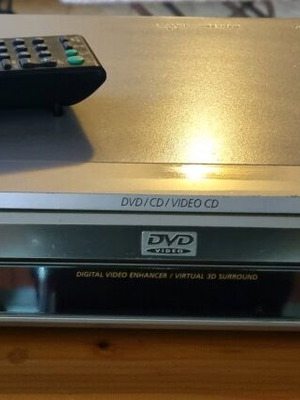 DVD/CD/VIDEO CD
DVD
VIDEO
DIGITAL VIDEO ENHANCER / VIRTUAL 3D SURROUND